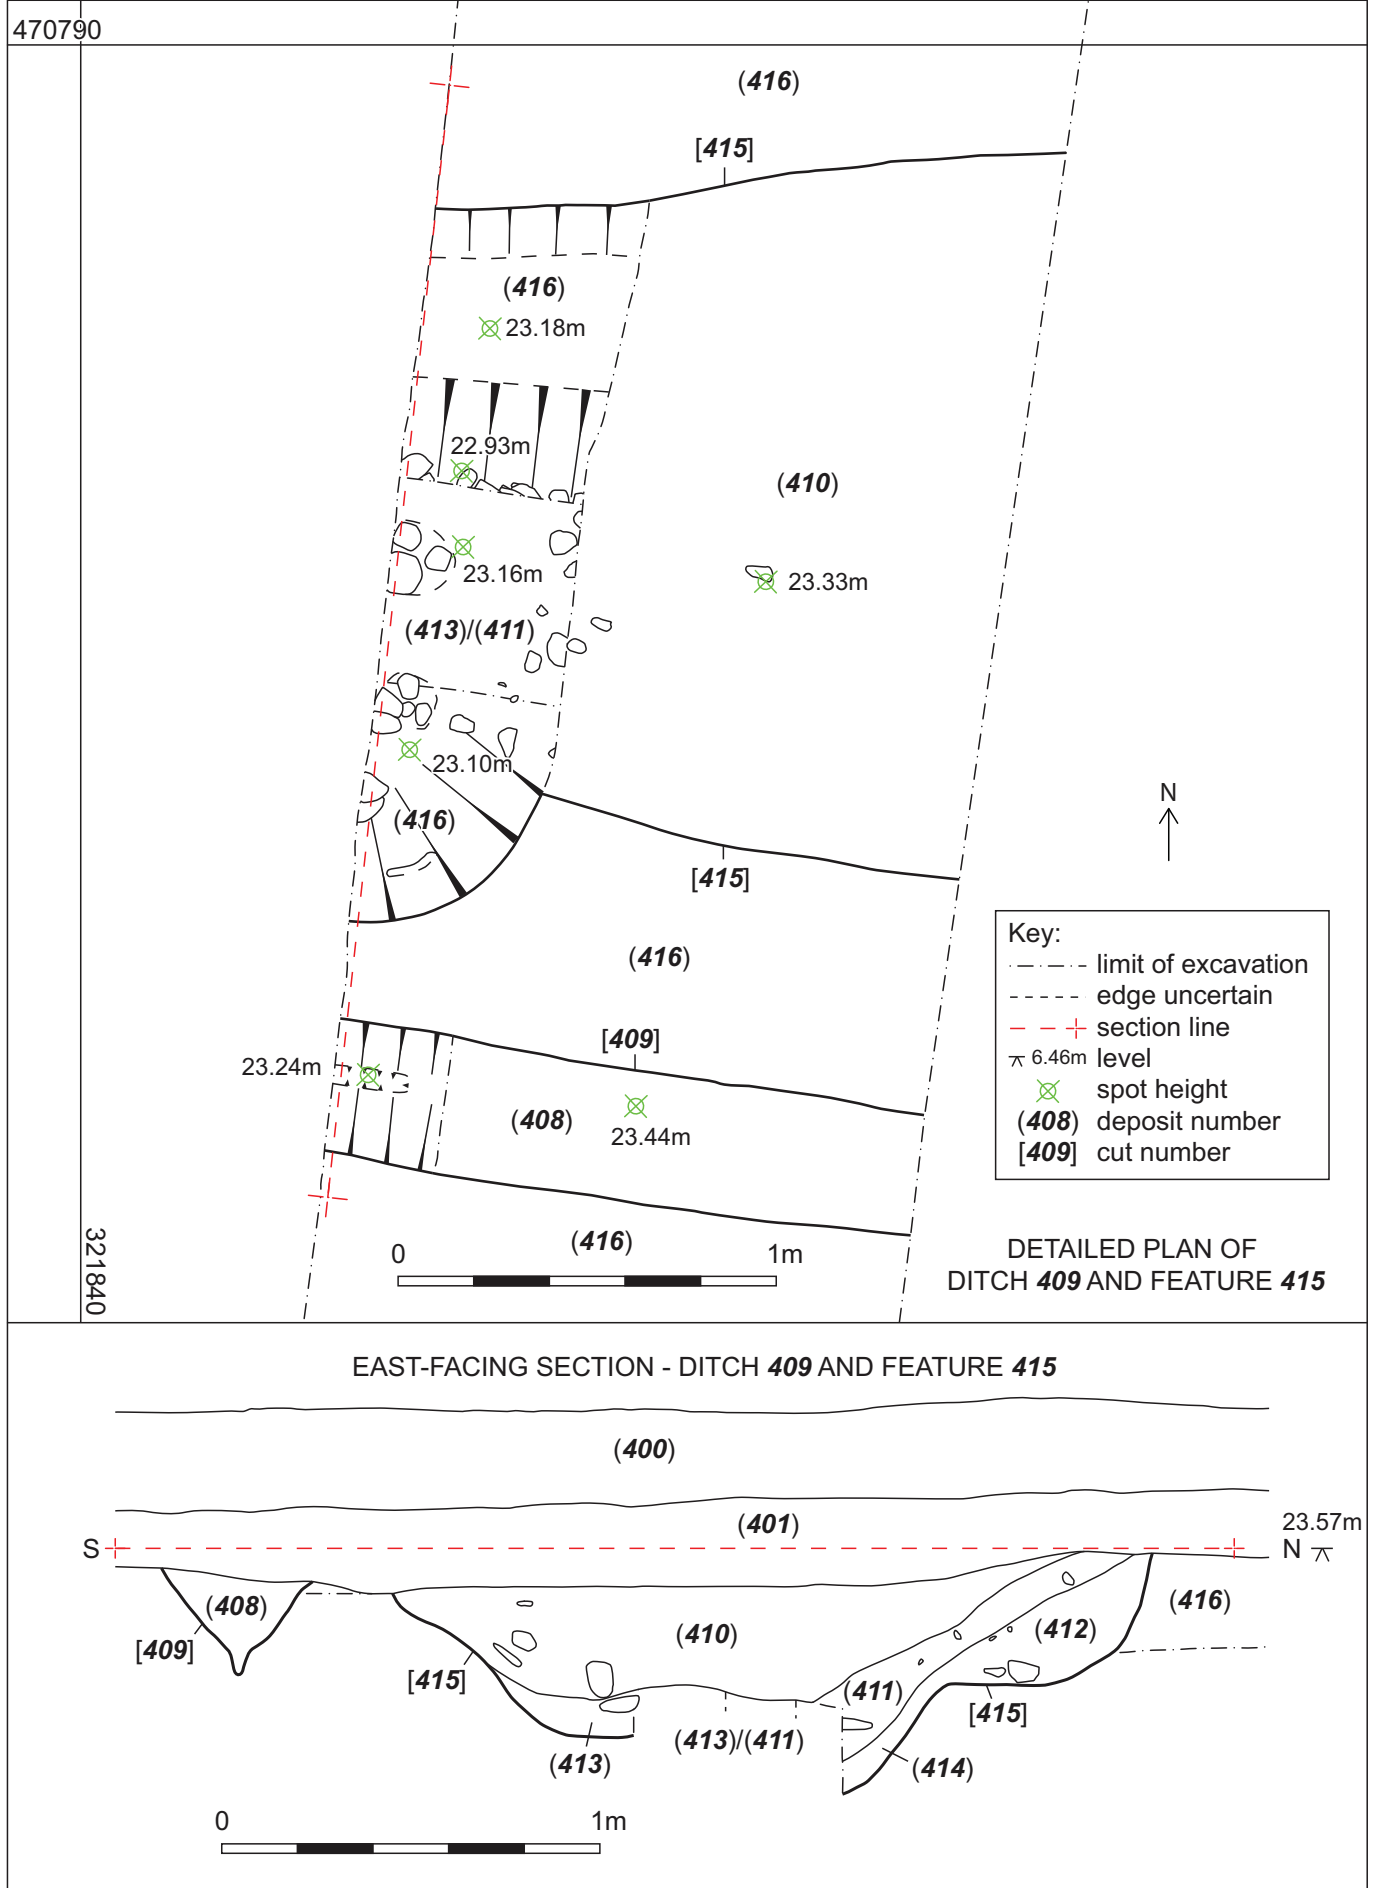 470790
(416)
[415]
(416)
23.18m
22.93m
(410)
23.16m
23.33m
(413)/(411)
23.10m
N
(416)
[415]
(416)
Key:
limit of excavation
edge uncertain
section line
6.46m level
spot height
(408) deposit number
[409] cut number
[409]
23.24m
(408)
23.44m
321840
(416)
0 1m
DETAILED PLAN OF
DITCH 409 AND FEATURE 415
EAST-FACING SECTION - DITCH 409 AND FEATURE 415
(400)
(401)
23.57m
S
N
(408)
(416)
(410)
(412)
[409]
[415]
(411)
[415]
(413)/(411)
(413)
(414)
0 1m